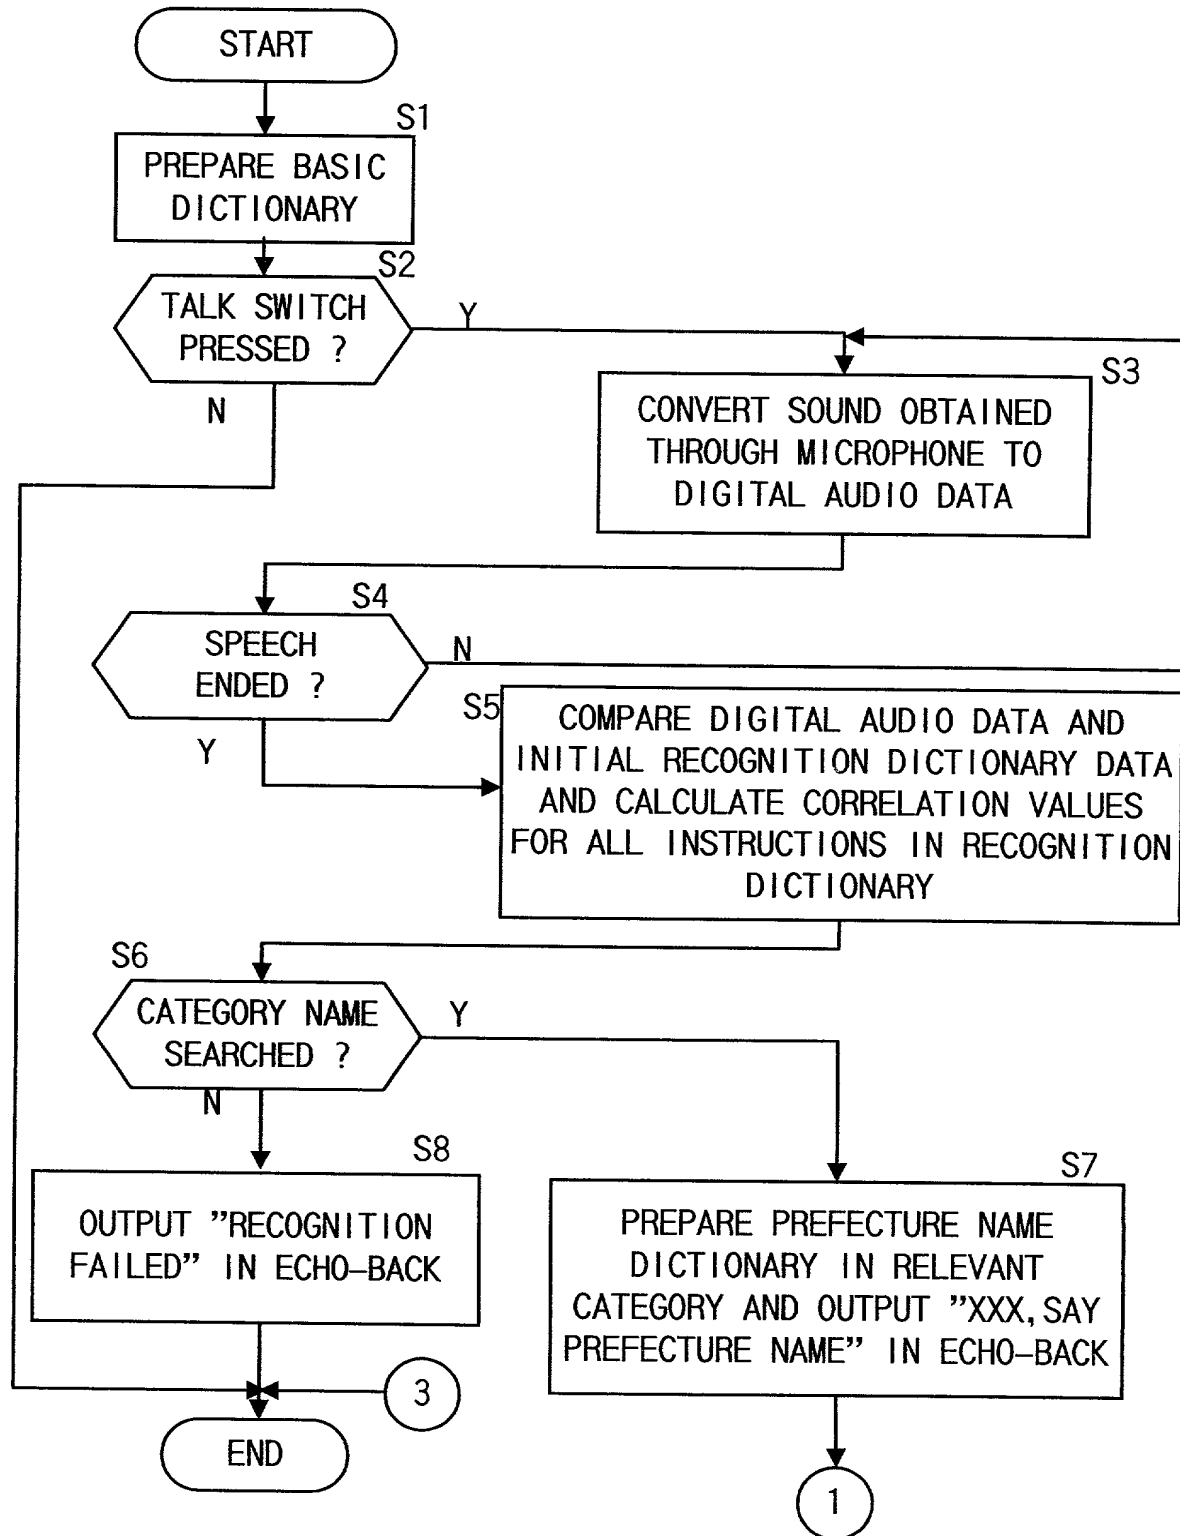 START
S1
PREPARE BASIC
DICTIONARY
S2
TALK SWITCH
PRESSED ?
Y
N
S3
CONVERT SOUND OBTAINED
THROUGH MICROPHONE TO
DIGITAL AUDIO DATA
S4
SPEECH
ENDED ?
N
Y
S5
COMPARE DIGITAL AUDIO DATA AND
INITIAL RECOGNITION DICTIONARY DATA
AND CALCULATE CORRELATION VALUES
FOR ALL INSTRUCTIONS IN RECOGNITION
DICTIONARY
S6
CATEGORY NAME
SEARCHED ?
Y
N
S8
OUTPUT ”RECOGNITION
FAILED” IN ECHO-BACK
S7
PREPARE PREFECTURE NAME
DICTIONARY IN RELEVANT
CATEGORY AND OUTPUT ”XXX, SAY
PREFECTURE NAME” IN ECHO-BACK
3
END
1